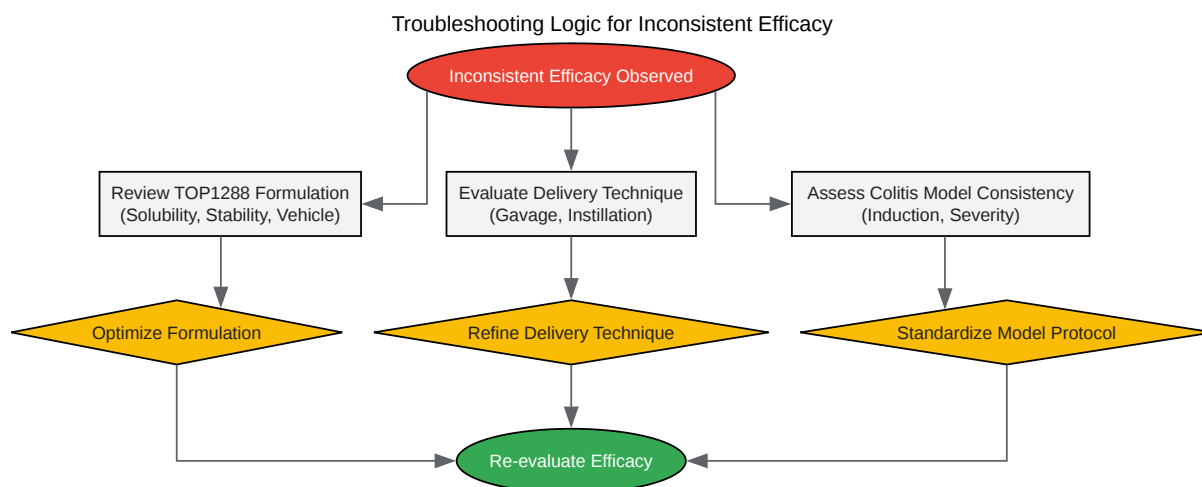 Troubleshooting Logic for Inconsistent Efficacy
Inconsistent Efficacy Observed
Review TOP1288 Formulation
(Solubility, Stability, Vehicle)
Evaluate Delivery Technique
(Gavage, Instillation)
Assess Colitis Model Consistency
(Induction, Severity)
Optimize Formulation
Refine Delivery Technique
Standardize Model Protocol
Re-evaluate Efficacy